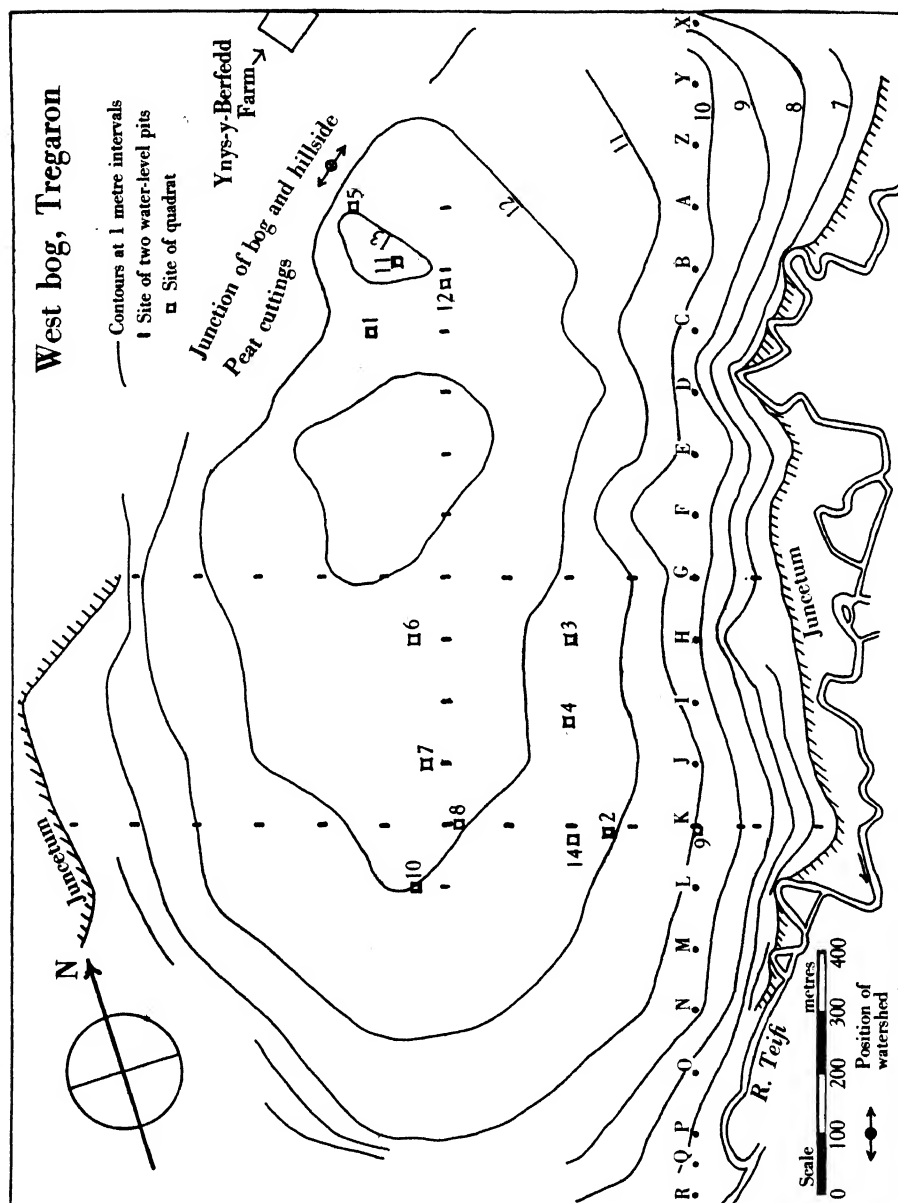 West bog, Tregaron
Contours at 1 metre intervals
Site of two water-level pits
Site of quadrat
Ynys-y-Berfedd
Farm
Junction of bog and hillside
Peat cuttings
N
Juncetum
5
13
11
12
1
12
11
6
3
7
4
8
10
14
2
9
R
Q
P
O
N
M
L
K
J
I
H
G
F
E
D
C
B
A
Z
Y
X
10
9
8
7
Juncetum
R. Teifi
Scale
metres
0
100
200
300
400
Position of
watershed